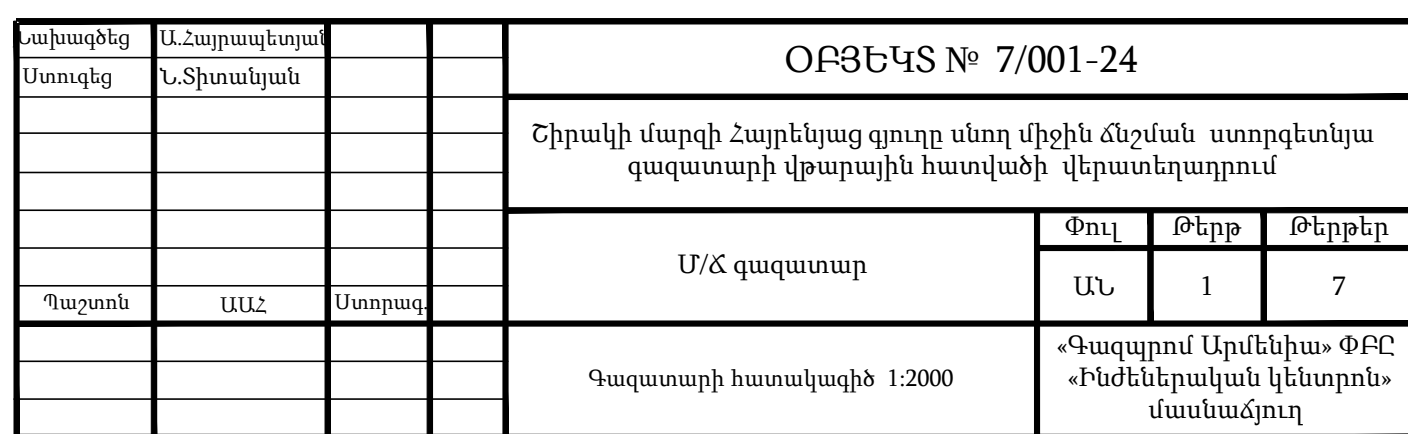 Նախագծեց Ա.Հայրապետյան
Ստուգեց Ն.Տիտանյան
Պաշտոն ԱԱՀ Ստորագ.
ՕԲՅԵԿՏ № 7/001-24
Շիրակի մարզի Հայրենյաց գյուղը սնող միջին ճնշման ստորգետնյա
գազատարի վթարային հատվածի վերատեղադրում
Մ/Ճ գազատար
Փուլ Թերթ Թերթեր
ԱՆ 1 7
Գազատարի հատակագիծ 1:2000
«Գազպրոմ Արմենիա» ՓԲԸ
«Ինժեներական կենտրոն»
մասնաճյուղ